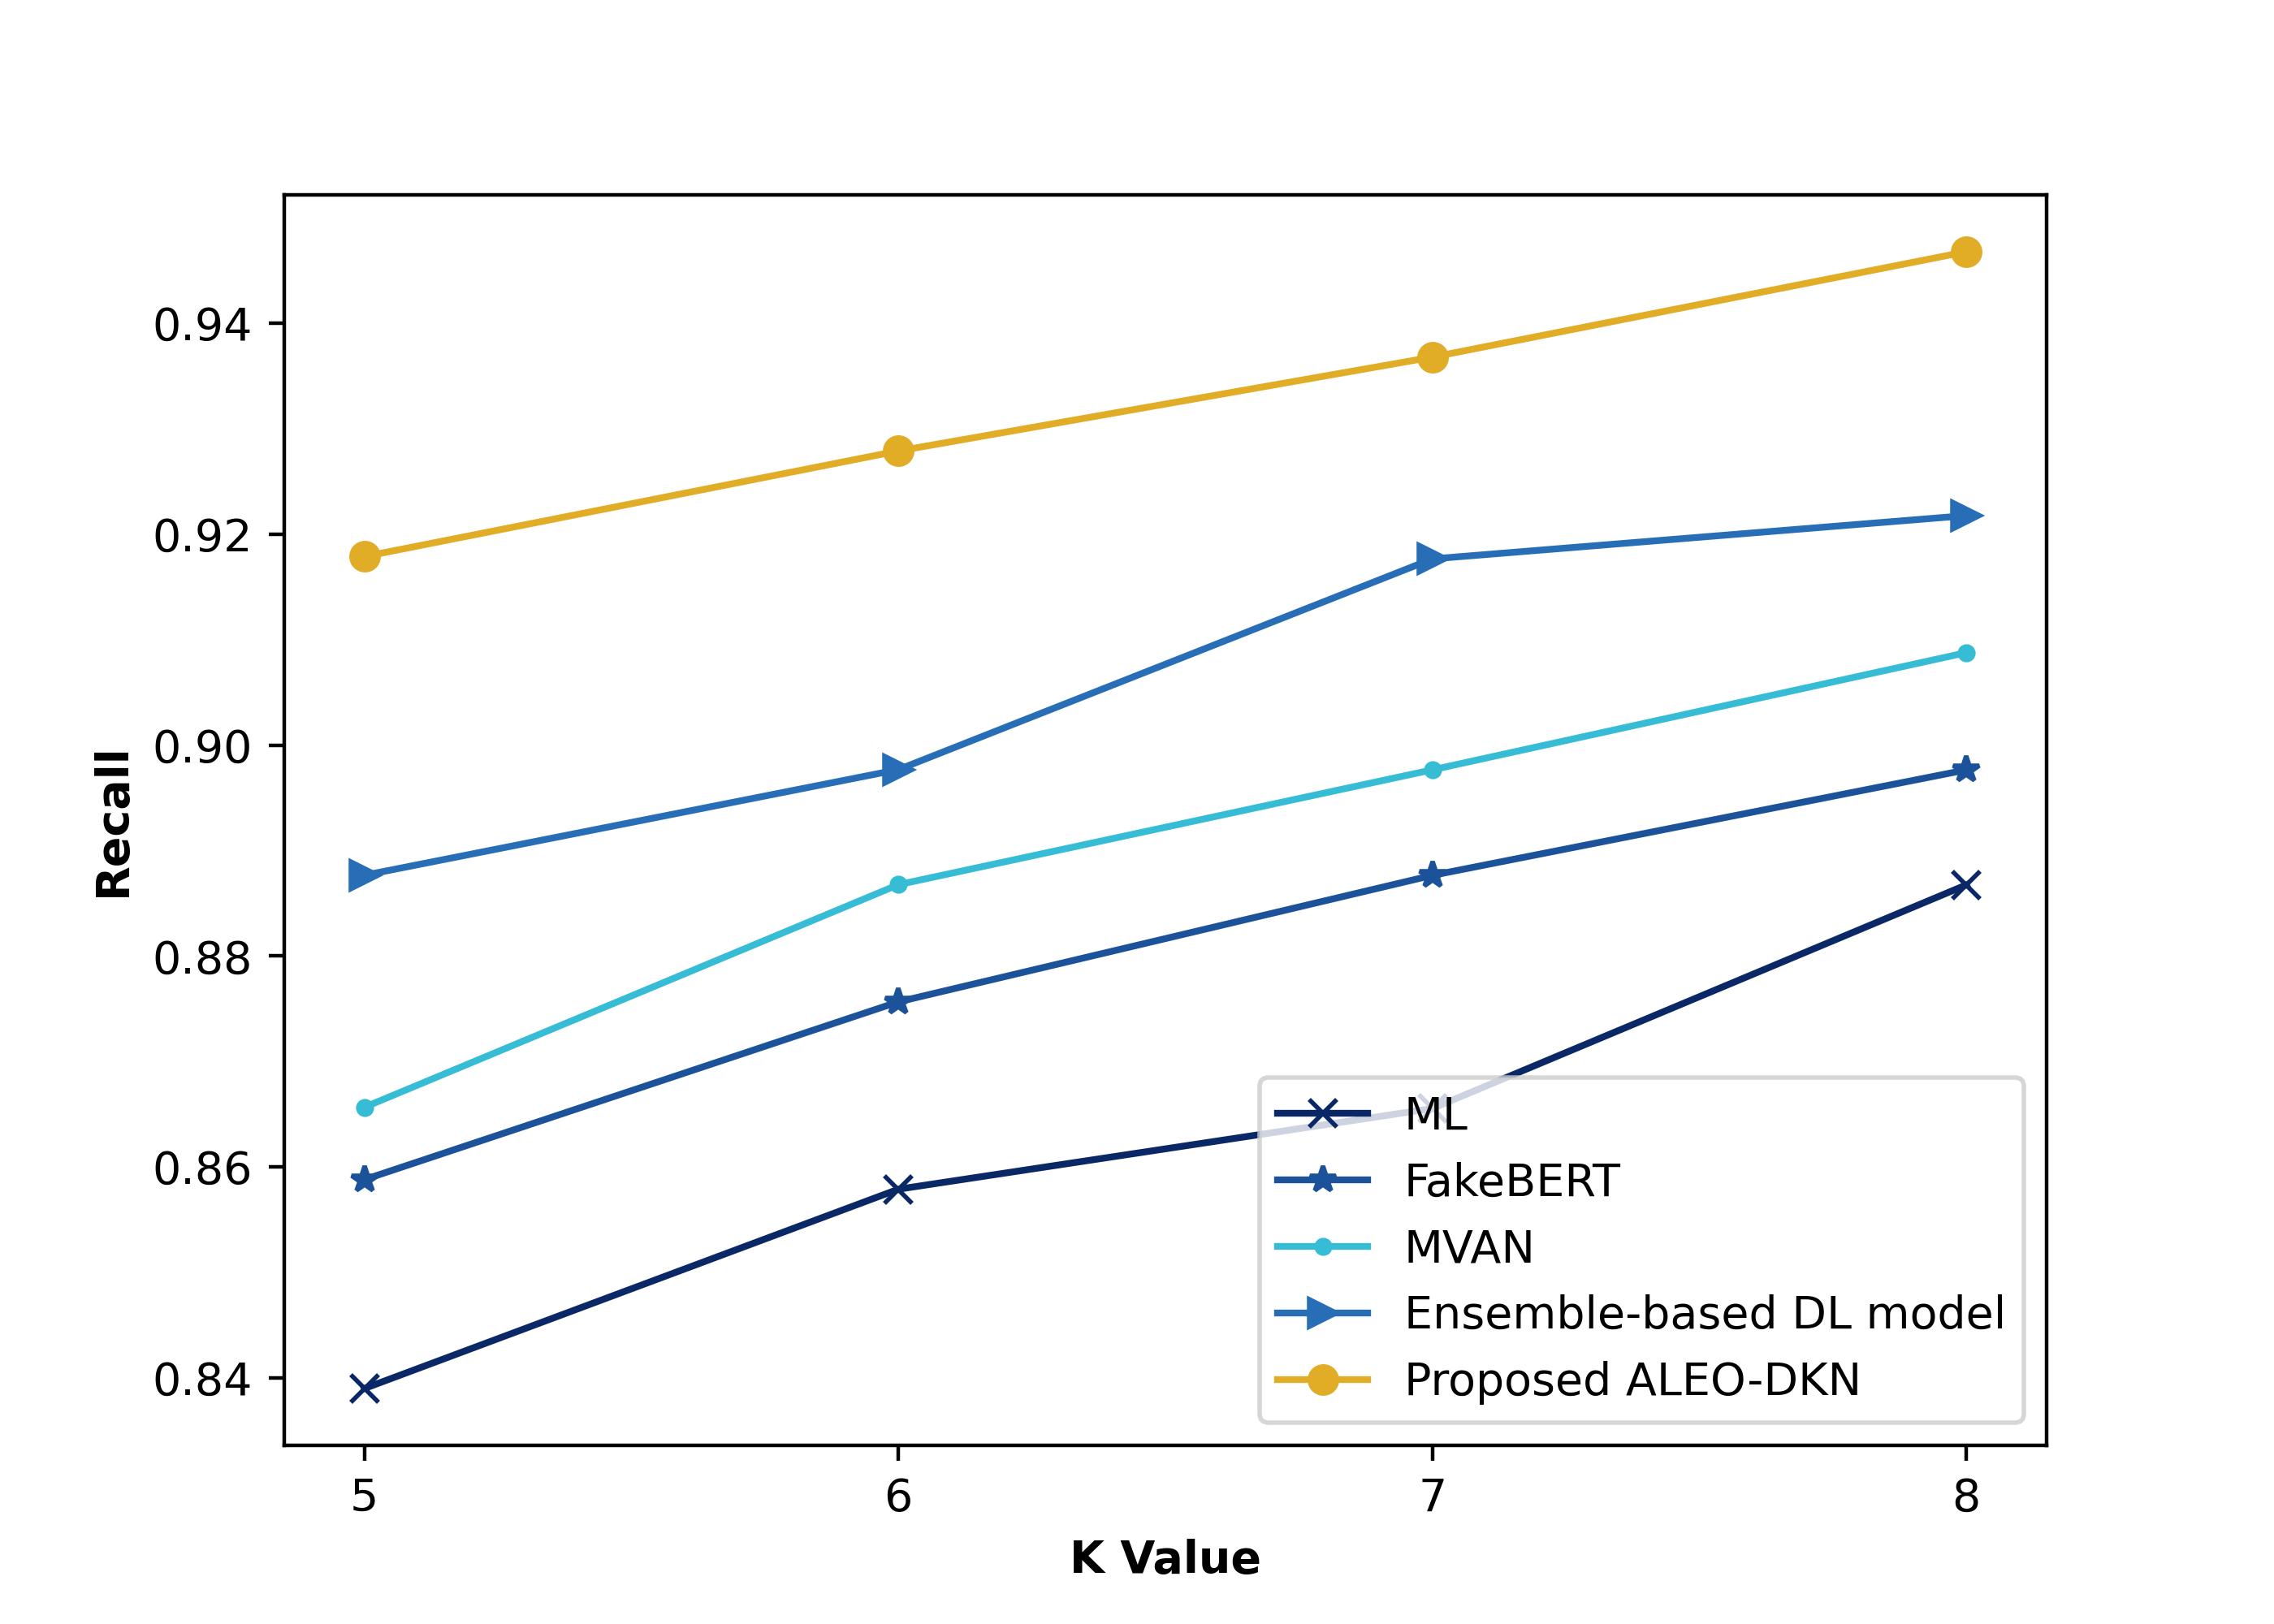 0.94
0.92
0.90
0.88
0.86
0.84
Recall
5 6 7 8
K Value
ML
FakeBERT
MVAN
Ensemble-based DL model
Proposed ALEO-DKN